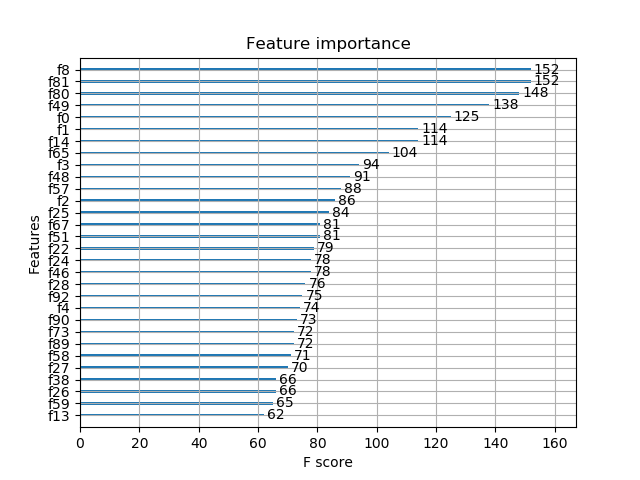 Feature importance
f8 152
f81 152
f80 148
f49 138
f0 125
f1 114
f14 114
f65 104
f3 94
f48 91
f57 88
f2 86
f25 84
f67 81
f51 81
f22 79
f24 78
f46 78
f28 76
f92 75
f4 74
f90 73
f73 72
f89 72
f58 71
f27 70
f38 66
f26 66
f59 65
f13 62
Features
0 20 40 60 80 100 120 140 160
F score